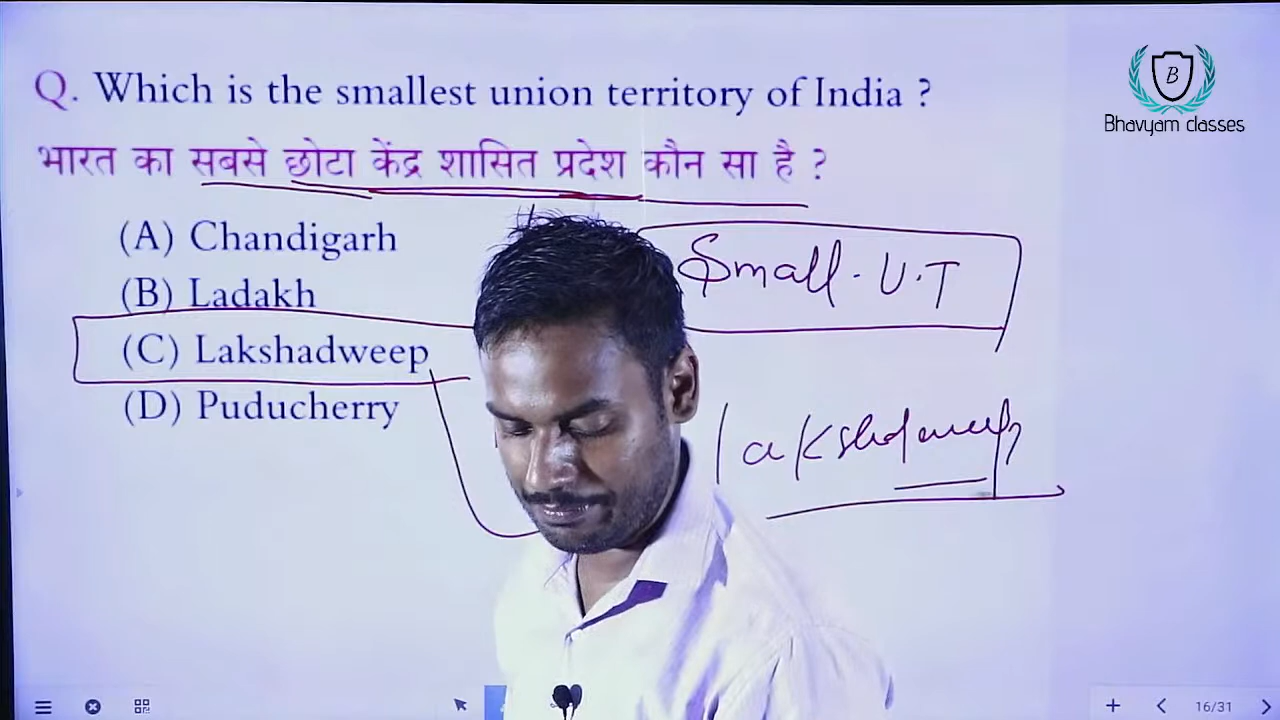 Q. Which is the smallest union territory of India ?
भारत का सबसे छोटा केंद्र शासित प्रदेश कौन सा है ?
(A) Chandigarh
(B) Ladakh
(C) Lakshadweep
(D) Puducherry
Small. U.T
lakshadweep
B
Bhavyam classes
16/31